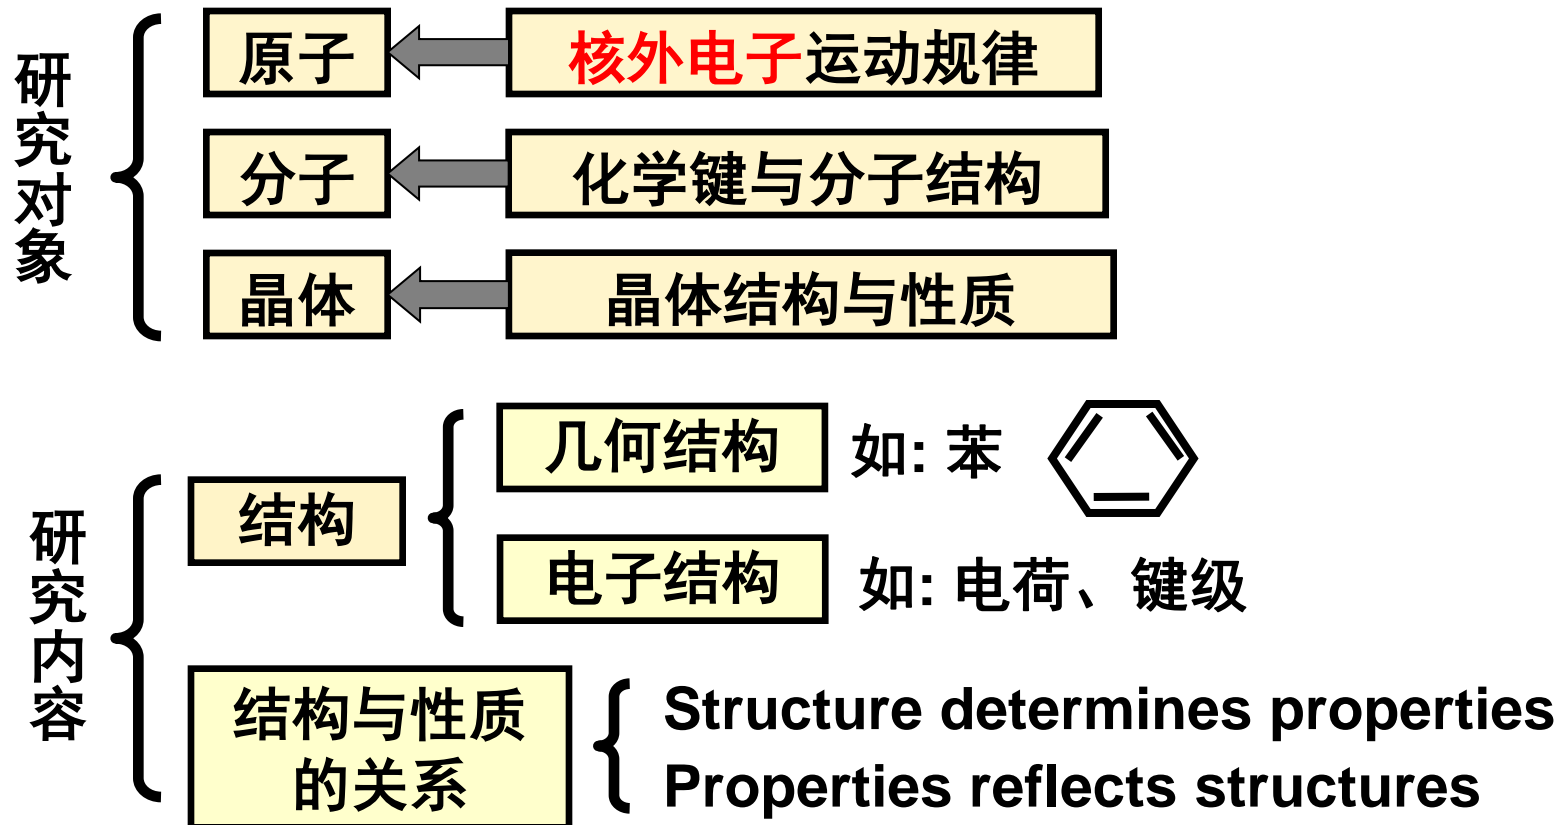 研究对象
原子
核外电子运动规律
分子
化学键与分子结构
晶体
晶体结构与性质
研究内容
结构
几何结构
如: 苯
电子结构
如: 电荷、键级
结构与性质
的关系
Structure determines properties
Properties reflects structures